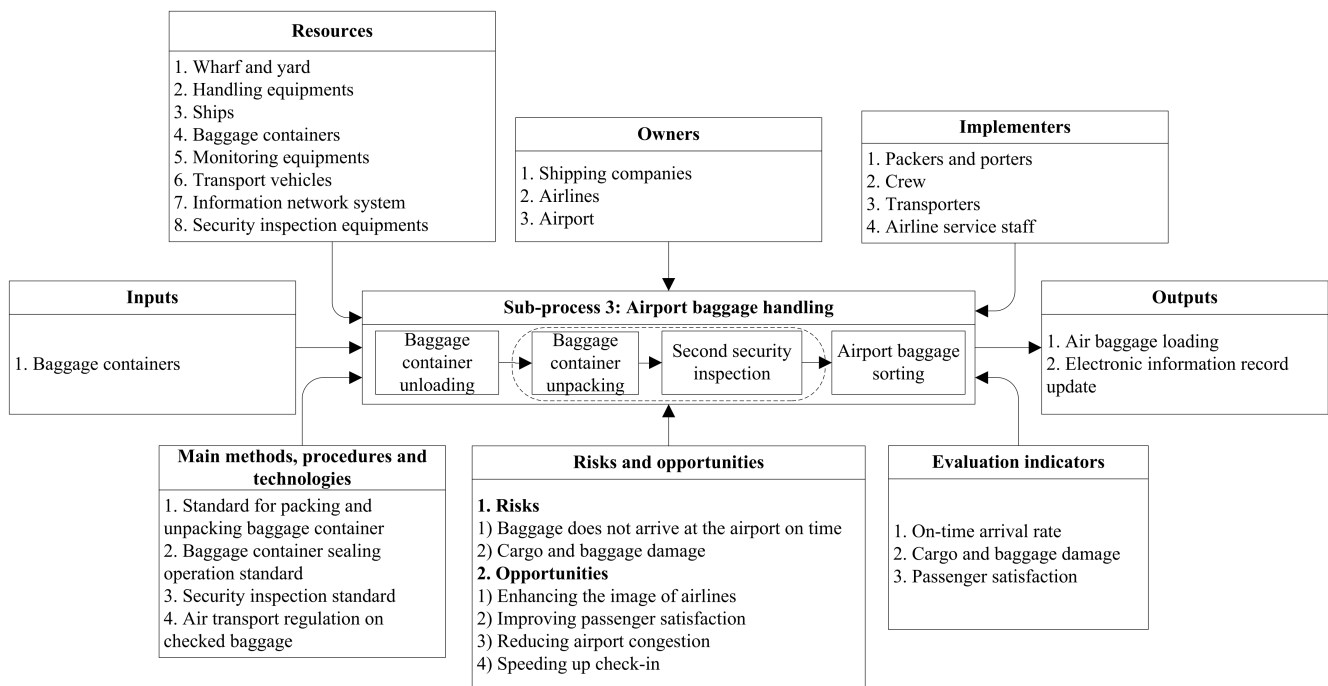 Resources
1. Wharf and yard
2. Handling equipments
3. Ships
4. Baggage containers
5. Monitoring equipments
6. Transport vehicles
7. Information network system
8. Security inspection equipments
Owners
1. Shipping companies
2. Airlines
3. Airport
Implementers
1. Packers and porters
2. Crew
3. Transporters
4. Airline service staff
Inputs
1. Baggage containers
Sub-process 3: Airport baggage handling
Baggage
container
unloading
Baggage
container
unpacking
Second security
inspection
Airport baggage
sorting
Outputs
1. Air baggage loading
2. Electronic information record
update
Main methods, procedures and
technologies
1. Standard for packing and
unpacking baggage container
2. Baggage container sealing
operation standard
3. Security inspection standard
4. Air transport regulation on
checked baggage
Risks and opportunities
1. Risks
1) Baggage does not arrive at the airport on time
2) Cargo and baggage damage
2. Opportunities
1) Enhancing the image of airlines
2) Improving passenger satisfaction
3) Reducing airport congestion
4) Speeding up check-in
Evaluation indicators
1. On-time arrival rate
2. Cargo and baggage damage
3. Passenger satisfaction